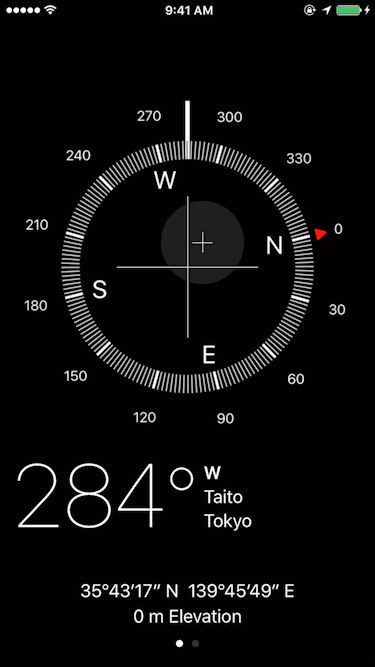 9:41 AM
270
300
240
330
W
210
0
N
S
180
30
E
150
60
120
90
284° W
Taito
Tokyo
35°43’17” N 139°45’49” E
0 m Elevation